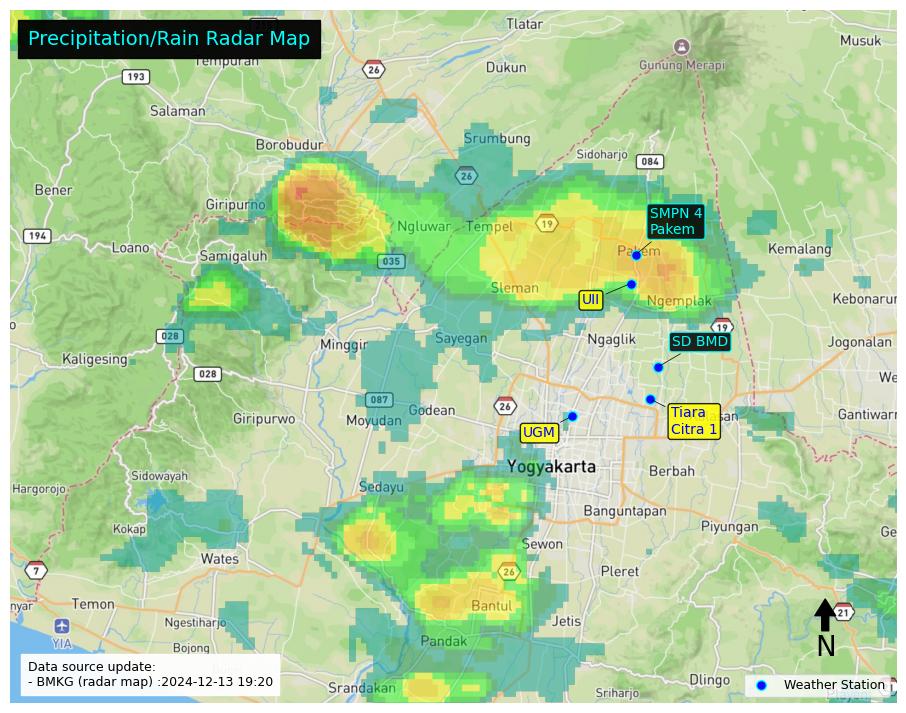 Precipitation/Rain Radar Map
Tlatar
Musuk
Tempuran
26
Dukun
Gunung Merapi
193
Salaman
Borobudur
Srumbung
Sidoharjo
084
Bener
26
Giripurno
SMPN 4
Pakem
Ngluwar
Tempel
19
194
Loano
Samigaluh
035
Pakem
Kemalang
Sleman
UII
Ngemplak
Kebonarum
028
Minggir
Sayegan
Ngaglik
19
SD BMD
Jogonalan
Kaligesing
028
087
Godean
26
Giripurwo
Moyudan
UGM
Tiara
Citra 1
Yogyakarta
Berbah
Sidowayah
Hargorojo
Sedayu
Banguntapan
Kokap
Piyungan
Wates
Sewon
7
26
Pleret
Temon
Bantul
21
YIA
Ngestiharjo
Jetis
Bojong
Pandak
N
Data source update:
- BMKG (radar map) :2024-12-13 19:20
Srandakan
Dlingo
Sriharjo
Weather Station